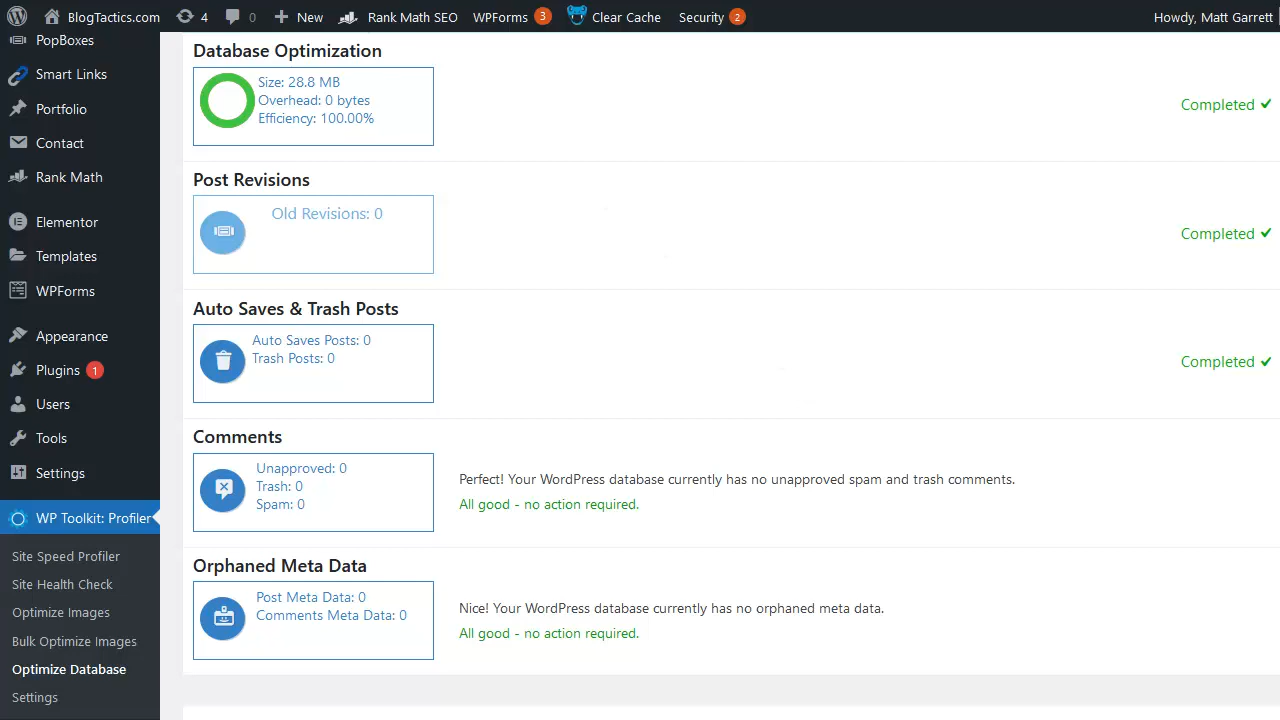 BlogTactics.com 4 0 New Rank Math SEO WPForms 3 Clear Cache Security 2 Howdy, Matt Garrett
PopBoxes
Smart Links
Portfolio
Contact
Rank Math
Elementor
Templates
WPForms
Appearance
Plugins 1
Users
Tools
Settings
WP Toolkit: Profiler
Site Speed Profiler
Site Health Check
Optimize Images
Bulk Optimize Images
Optimize Database
Settings
Database Optimization
Size: 28.8 MB
Overhead: 0 bytes
Efficiency: 100.00%
Completed ✔
Post Revisions
Old Revisions: 0
Completed ✔
Auto Saves & Trash Posts
Auto Saves Posts: 0
Trash Posts: 0
Completed ✔
Comments
Unapproved: 0
Trash: 0
Spam: 0
Perfect! Your WordPress database currently has no unapproved spam and trash comments.
All good - no action required.
Orphaned Meta Data
Post Meta Data: 0
Comments Meta Data: 0
Nice! Your WordPress database currently has no orphaned meta data.
All good - no action required.